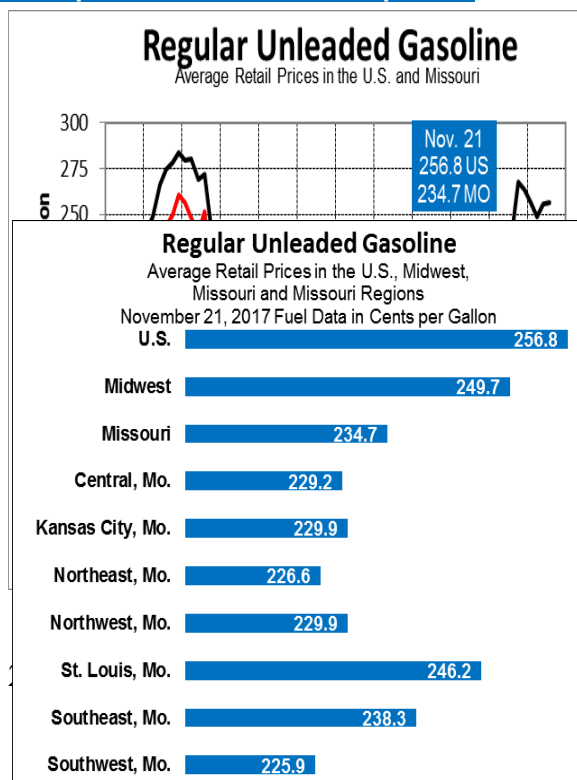 Regular Unleaded Gasoline
Average Retail Prices in the U.S. and Missouri
300
275
250
Nov. 21
256.8 US
234.7 MO
on
Regular Unleaded Gasoline
Average Retail Prices in the U.S., Midwest,
Missouri and Missouri Regions
November 21, 2017 Fuel Data in Cents per Gallon
U.S. 256.8
Midwest 249.7
Missouri 234.7
Central, Mo. 229.2
Kansas City, Mo. 229.9
Northeast, Mo. 226.6
Northwest, Mo. 229.9
St. Louis, Mo. 246.2
Southeast, Mo. 238.3
Southwest, Mo. 225.9